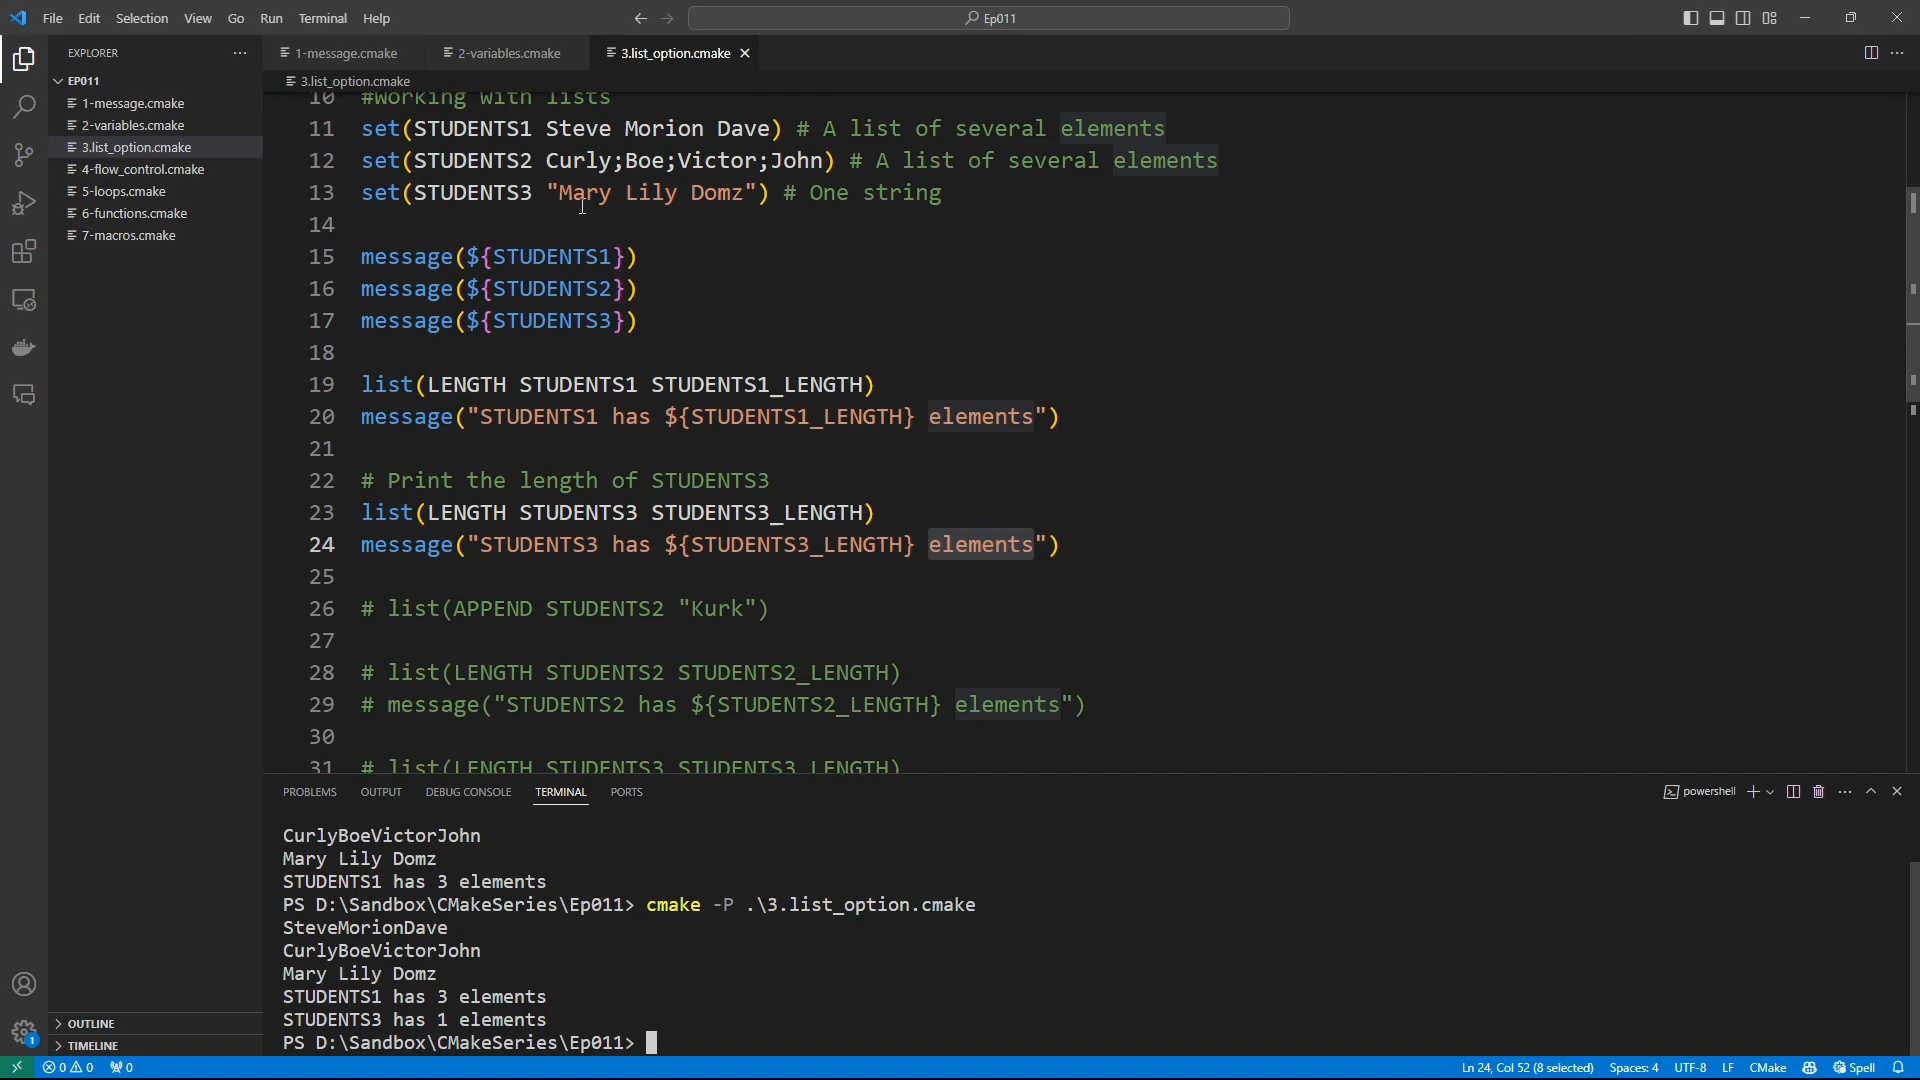 File Edit Selection View Go Run Terminal Help
Ep011
EXPLORER
1-message.cmake 2-variables.cmake 3.list_option.cmake
EP011
3.list_option.cmake
1-message.cmake
2-variables.cmake
3.list_option.cmake
4-flow_control.cmake
5-loops.cmake
6-functions.cmake
7-macros.cmake
10 #Working with lists
11 set(STUDENTS1 Steve Morion Dave) # A list of several elements
12 set(STUDENTS2 Curly;Boe;Victor;John) # A list of several elements
13 set(STUDENTS3 "Mary Lily Domz") # One string
14
15 message(${STUDENTS1})
16 message(${STUDENTS2})
17 message(${STUDENTS3})
18
19 list(LENGTH STUDENTS1 STUDENTS1_LENGTH)
20 message("STUDENTS1 has ${STUDENTS1_LENGTH} elements")
21
22 # Print the length of STUDENTS3
23 list(LENGTH STUDENTS3 STUDENTS3_LENGTH)
24 message("STUDENTS3 has ${STUDENTS3_LENGTH} elements")
25
26 # list(APPEND STUDENTS2 "Kurk")
27
28 # list(LENGTH STUDENTS2 STUDENTS2_LENGTH)
29 # message("STUDENTS2 has ${STUDENTS2_LENGTH} elements")
30
31 # list(LENGTH STUDENTS3 STUDENTS3_LENGTH)
PROBLEMS OUTPUT DEBUG CONSOLE TERMINAL PORTS
powershell
CurlyBoeVictorJohn
Mary Lily Domz
STUDENTS1 has 3 elements
PS D:\Sandbox\CMakeSeries\Ep011> cmake -P .\3.list_option.cmake
SteveMorionDave
CurlyBoeVictorJohn
Mary Lily Domz
STUDENTS1 has 3 elements
STUDENTS3 has 1 elements
PS D:\Sandbox\CMakeSeries\Ep011>
OUTLINE
TIMELINE
1
0 0 0
Ln 24, Col 52 (8 selected) Spaces: 4 UTF-8 LF CMake Spell